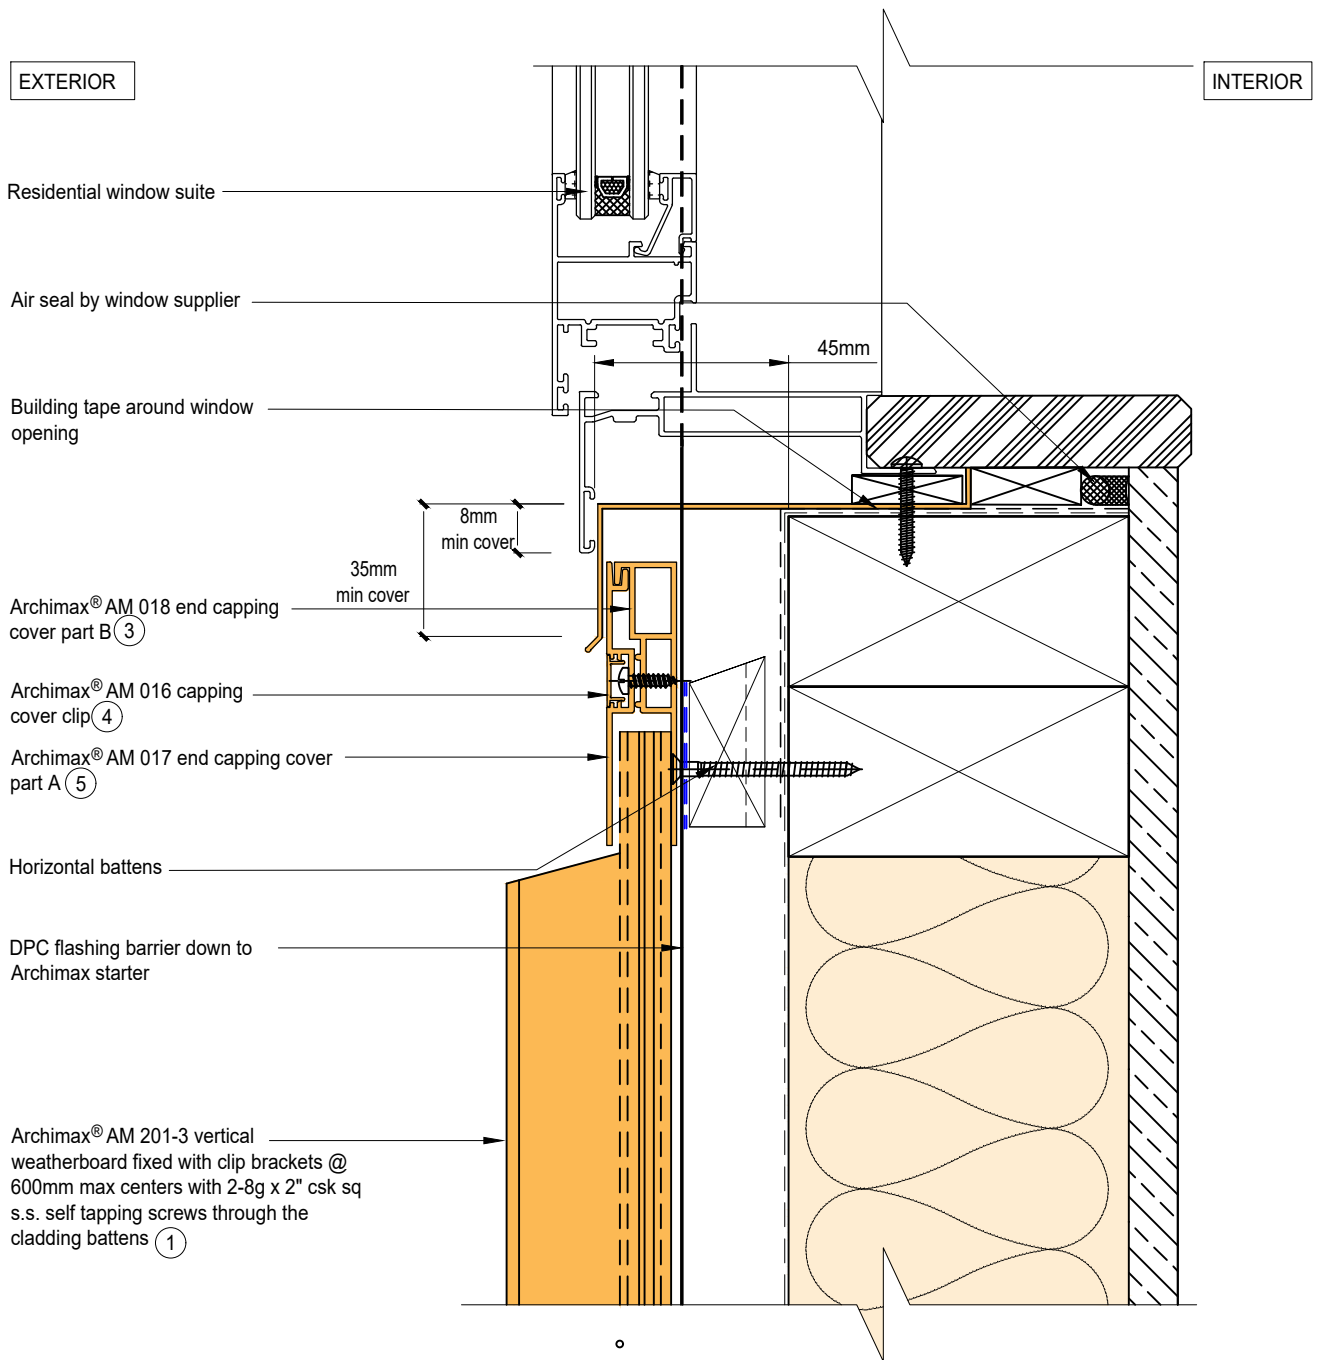 EXTERIOR
INTERIOR
Residential window suite
Air seal by window supplier
45mm
Building tape around window
opening
8mm
min cover
35mm
min cover
Archimax® AM 018 end capping
cover part B 3
Archimax® AM 016 capping
cover clip 4
Archimax® AM 017 end capping cover
part A 5
Horizontal battens
DPC flashing barrier down to
Archimax starter
Archimax® AM 201-3 vertical
weatherboard fixed with clip brackets @
600mm max centers with 2-8g x 2" csk sq
s.s. self tapping screws through the
cladding battens 1